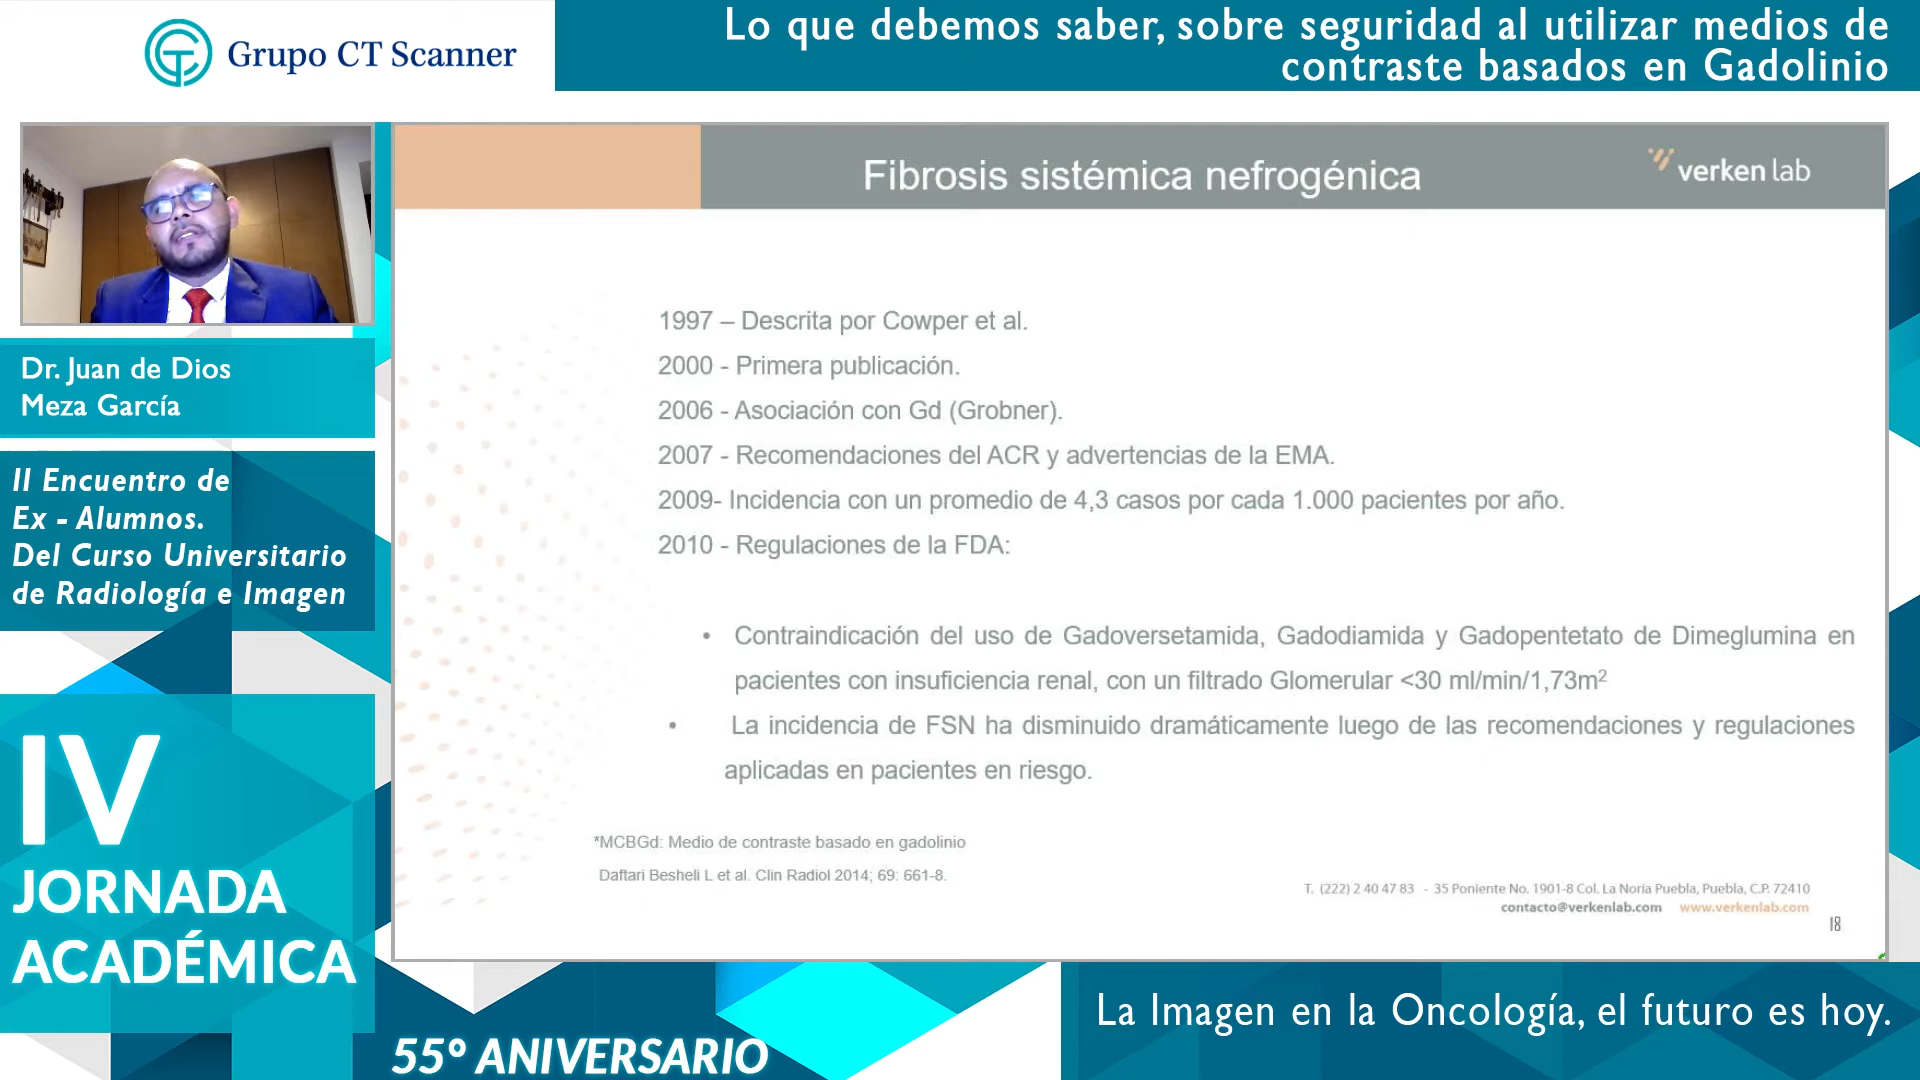 Grupo CT Scanner
Lo que debemos saber, sobre seguridad al utilizar medios de
contraste basados en Gadolinio
Fibrosis sistémica nefrogénica
verken lab
1997 – Descrita por Cowper et al.
2000 - Primera publicación.
2006 - Asociación con Gd (Grobner).
2007 - Recomendaciones del ACR y advertencias de la EMA.
2009- Incidencia con un promedio de 4,3 casos por cada 1.000 pacientes por año.
2010 - Regulaciones de la FDA:
• Contraindicación del uso de Gadoversetamida, Gadodiamida y Gadopentetato de Dimeglumina en
pacientes con insuficiencia renal, con un filtrado Glomerular <30 ml/min/1,73m²
• La incidencia de FSN ha disminuido dramáticamente luego de las recomendaciones y regulaciones
aplicadas en pacientes en riesgo.
*MCBGd: Medio de contraste basado en gadolinio
Daftari Besheli L et al. Clin Radiol 2014; 69: 661-8.
T. (222) 2 40 47 83 - 35 Poniente No. 1901-8 Col. La Noria Puebla, Puebla, C.P. 72410
contacto@verkenlab.com www.verkenlab.com
18
Dr. Juan de Dios
Meza García
II Encuentro de
Ex - Alumnos.
Del Curso Universitario
de Radiología e Imagen
IV
JORNADA
ACADÉMICA
55º ANIVERSARIO
La Imagen en la Oncología, el futuro es hoy.